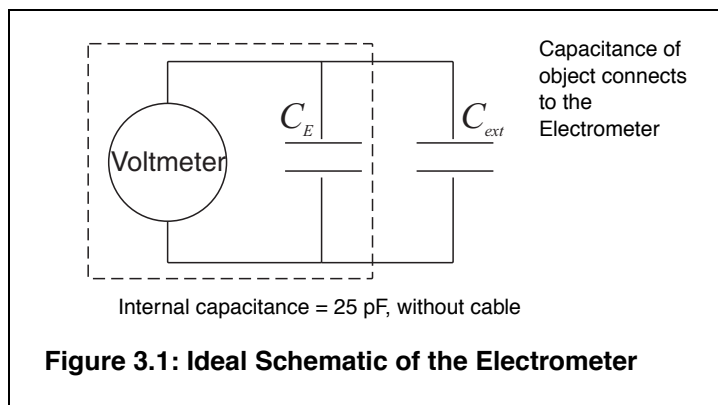 Capacitance of
object connects
to the
Electrometer
C_E
C_ext
Voltmeter
Internal capacitance = 25 pF, without cable
Figure 3.1: Ideal Schematic of the Electrometer